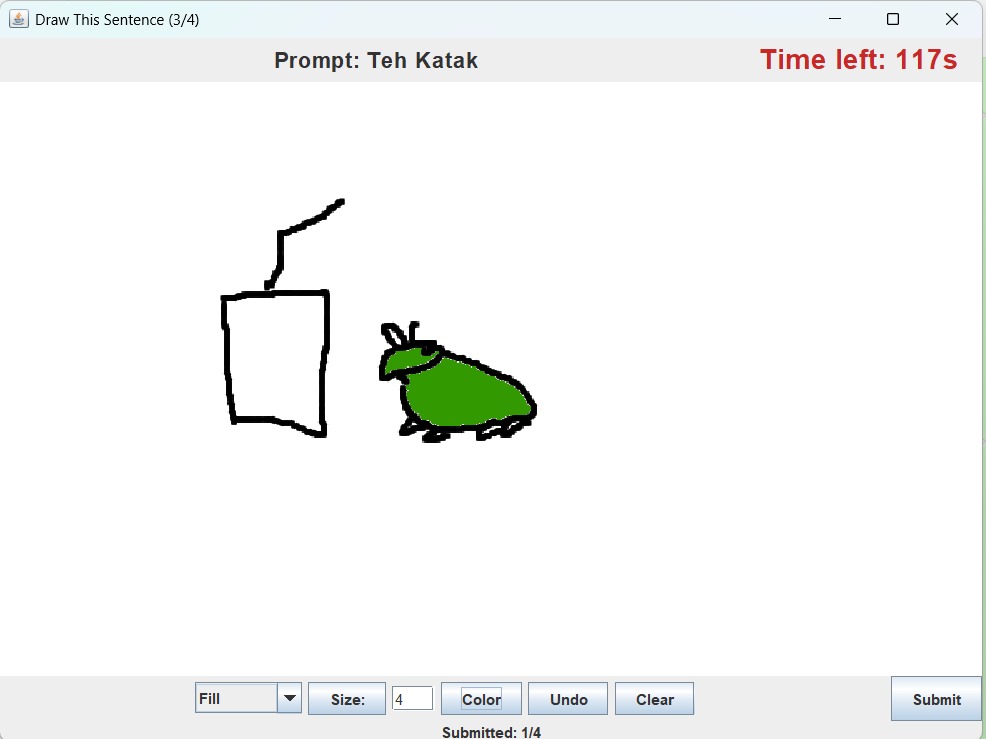 Draw This Sentence (3/4)
Prompt: Teh Katak
Time left: 117s
Fill
Size:
4
Color
Undo
Clear
Submit
Submitted: 1/4